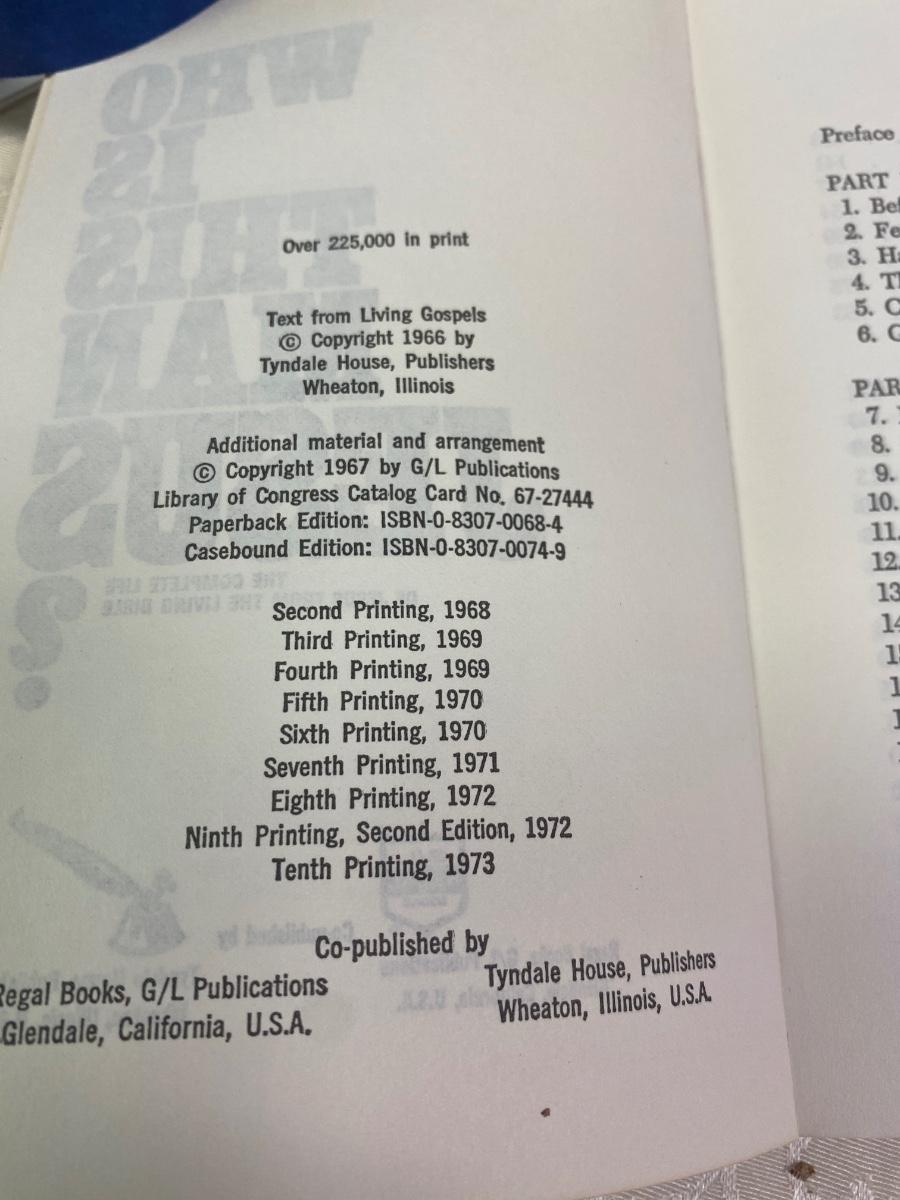 Over 225,000 in print
Text from Living Gospels
© Copyright 1966 by
Tyndale House, Publishers
Wheaton, Illinois
Additional material and arrangement
© Copyright 1967 by G/L Publications
Library of Congress Catalog Card No. 67-27444
Paperback Edition: ISBN-0-8307-0068-4
Casebound Edition: ISBN-0-8307-0074-9
Second Printing, 1968
Third Printing, 1969
Fourth Printing, 1969
Fifth Printing, 1970
Sixth Printing, 1970
Seventh Printing, 1971
Eighth Printing, 1972
Ninth Printing, Second Edition, 1972
Tenth Printing, 1973
Co-published by
Regal Books, G/L Publications
Glendale, California, U.S.A.
Tyndale House, Publishers
Wheaton, Illinois, U.S.A.
Preface
PART
1.
2.
3.
4.
5.
6.
7.
8.
9.
10.
11.
12.
13